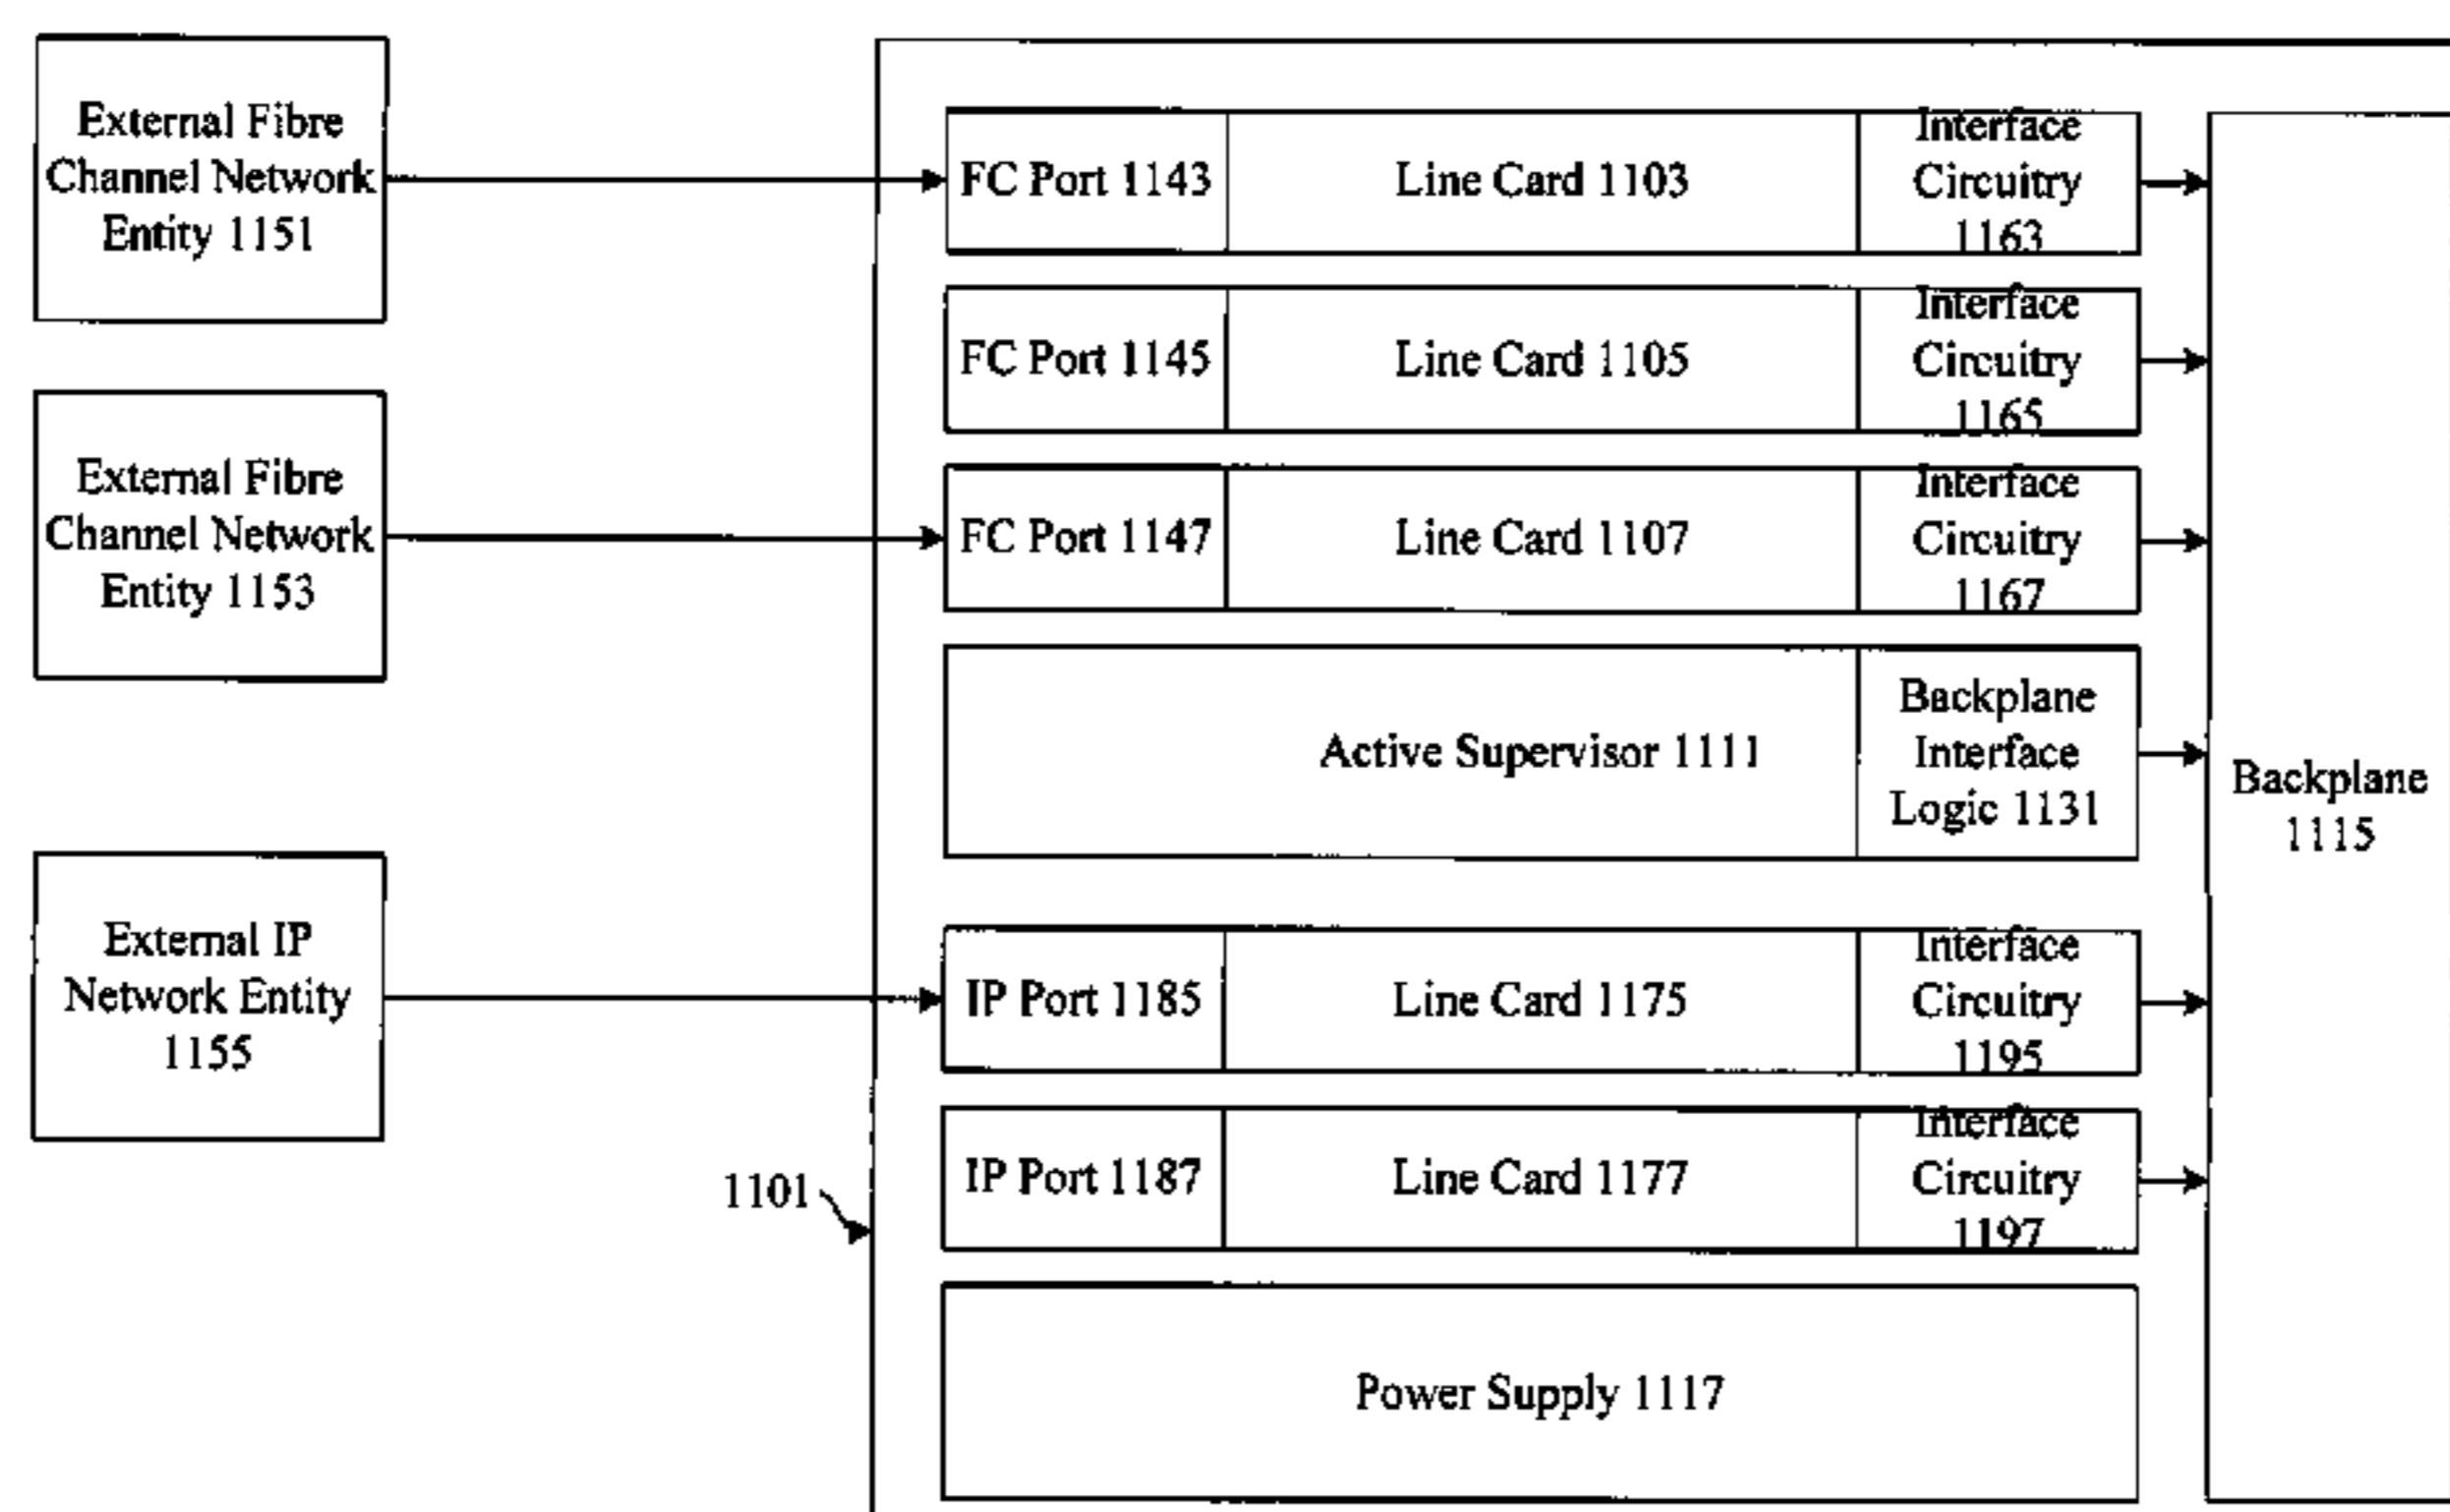 External Fibre
Channel Network
Entity 1151
FC Port 1143
Line Card 1103
Interface
Circuitry
1163
FC Port 1145
Line Card 1105
Interface
Circuitry
1165
External Fibre
Channel Network
Entity 1153
FC Port 1147
Line Card 1107
Interface
Circuitry
1167
Active Supervisor 1111
Backplane
Interface
Logic 1131
Backplane
1115
External IP
Network Entity
1155
IP Port 1185
Line Card 1175
Interface
Circuitry
1195
1101
IP Port 1187
Line Card 1177
Interface
Circuitry
1197
Power Supply 1117